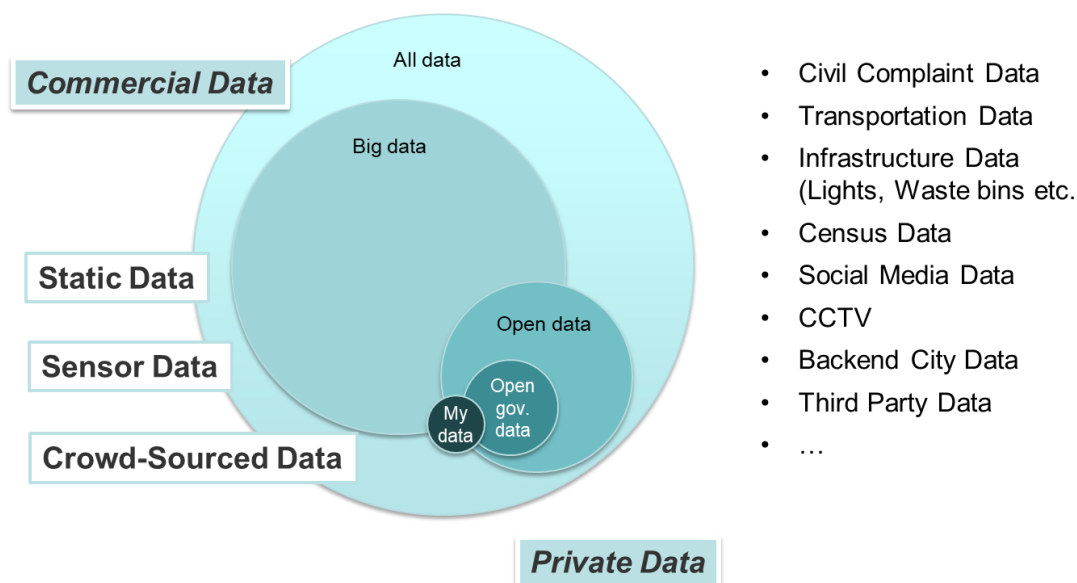 Commercial Data
All data
Big data
Static Data
Open data
Sensor Data
Open
gov.
data
My
data
Crowd-Sourced Data
Private Data
• Civil Complaint Data
• Transportation Data
• Infrastructure Data
(Lights, Waste bins etc.
• Census Data
• Social Media Data
• CCTV
• Backend City Data
• Third Party Data
• …